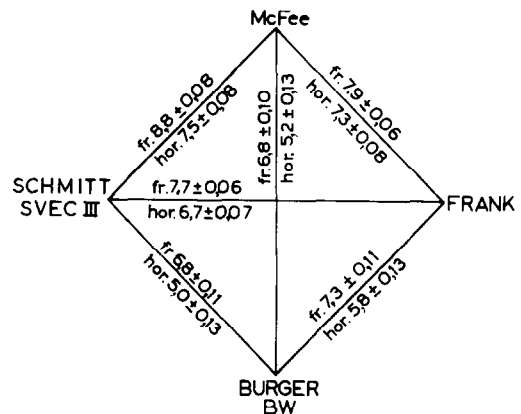 McFee
fr. 8,8 ± 0,08
hor. 7,5 ± 0,08
fr. 6,8 ± 0,10
hor. 5,2 ± 0,13
fr. 7,9 ± 0,06
hor. 7,3 ± 0,08
SCHMITT
SVEC III
fr. 7,7 ± 0,06
hor. 6,7 ± 0,07
FRANK
fr. 6,8 ± 0,11
hor. 5,0 ± 0,13
fr. 7,3 ± 0,11
hor. 5,8 ± 0,13
BURGER
BW